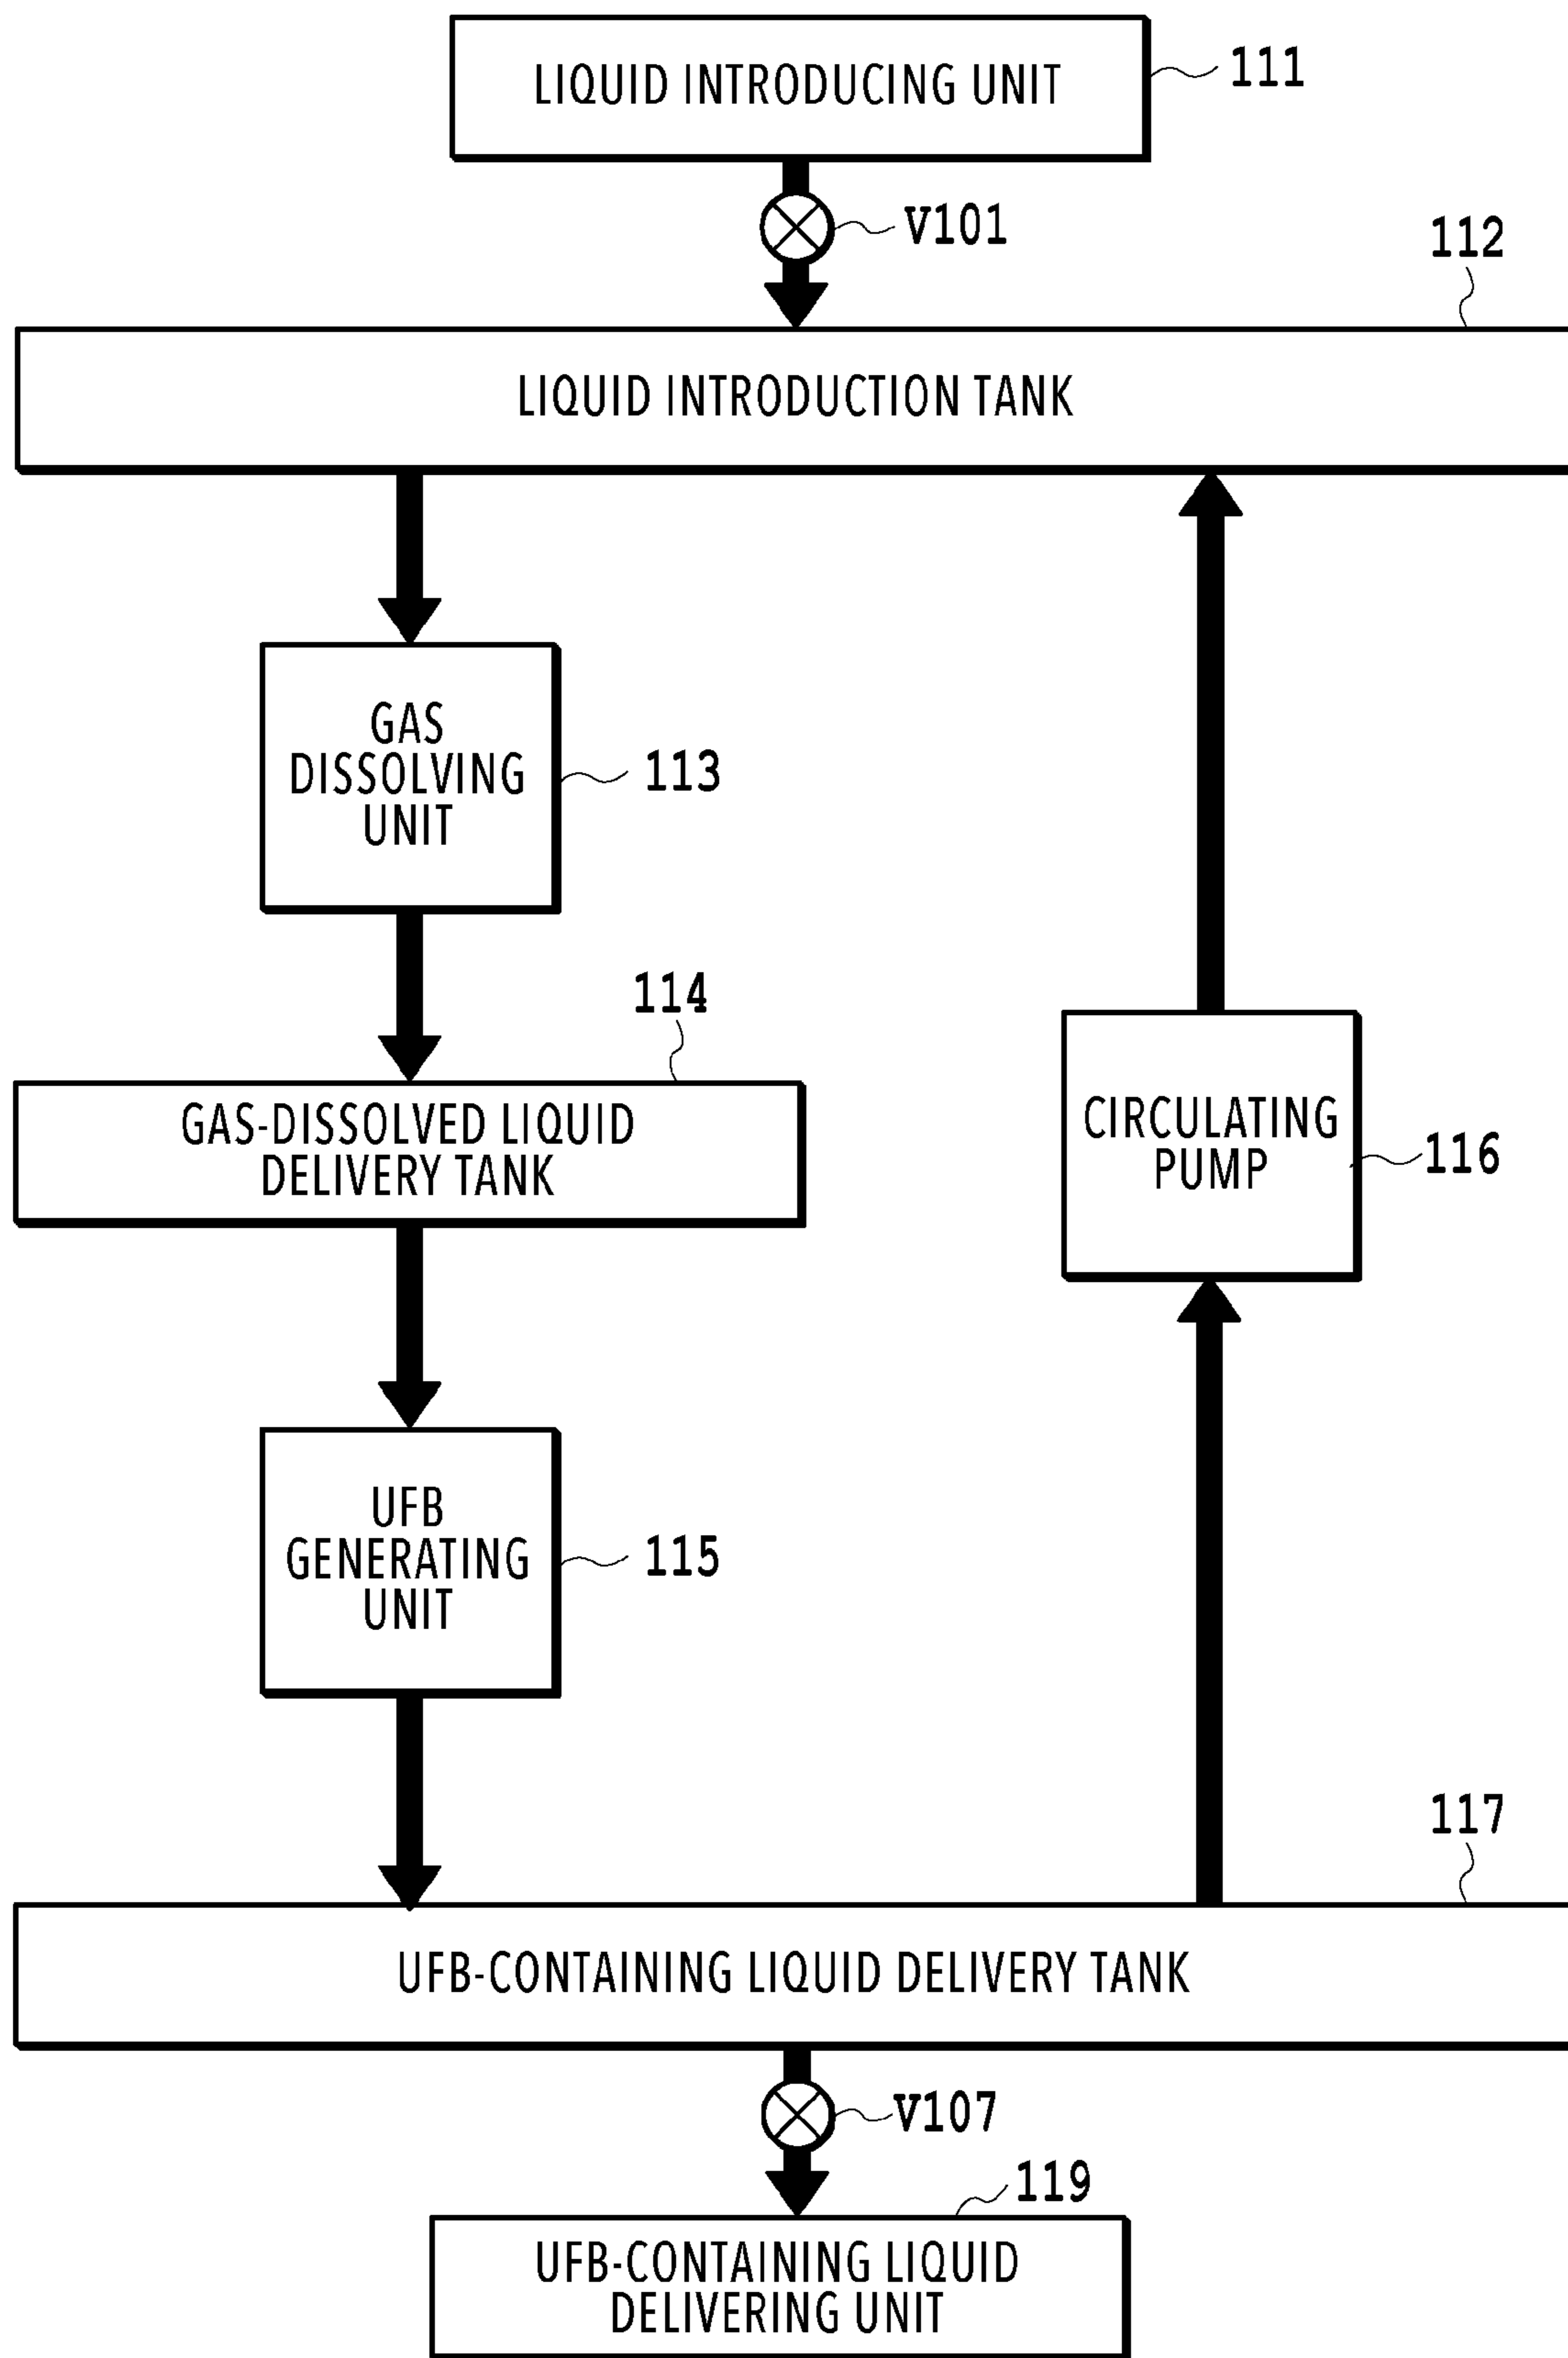 LIQUID INTRODUCING UNIT
111
V101
112
LIQUID INTRODUCTION TANK
GAS
DISSOLVING
UNIT
113
114
GAS-DISSOLVED LIQUID
DELIVERY TANK
CIRCULATING
PUMP
116
UFB
GENERATING
UNIT
115
117
UFB-CONTAINING LIQUID DELIVERY TANK
V107
119
UFB-CONTAINING LIQUID
DELIVERING UNIT